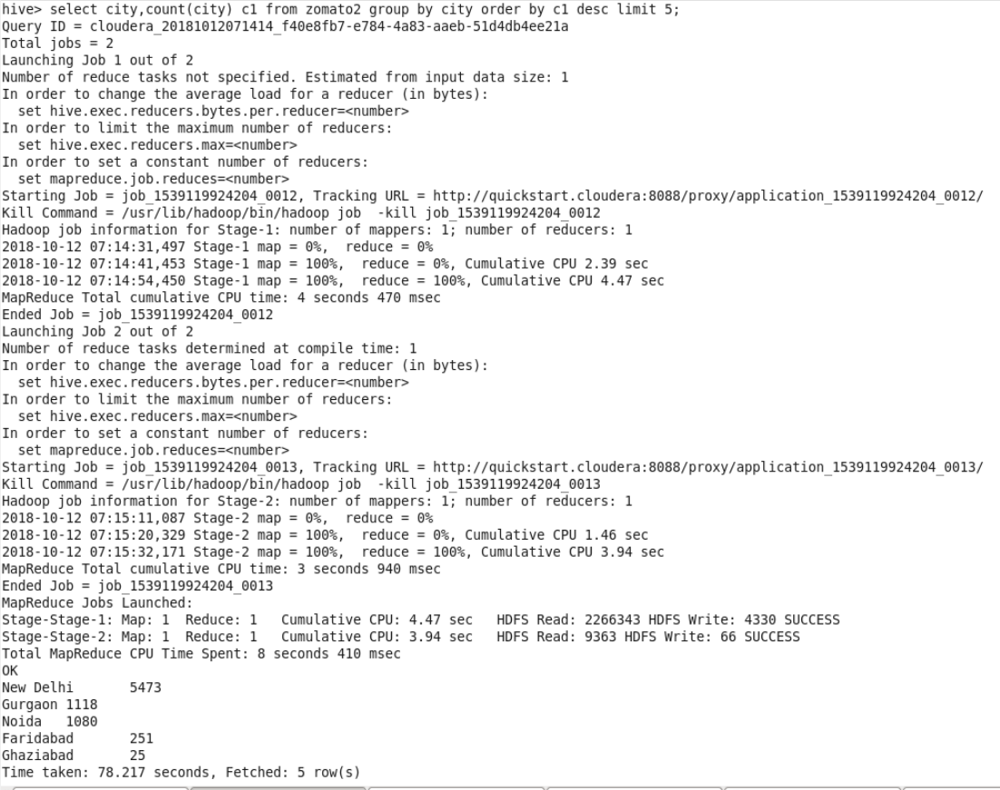 hive> select city,count(city) c1 from zomato2 group by city order by c1 desc limit 5;
Query ID = cloudera_20181012071414_f40e8fb7-e784-4a83-aaeb-51d4db4ee21a
Total jobs = 2
Launching Job 1 out of 2
Number of reduce tasks not specified. Estimated from input data size: 1
In order to change the average load for a reducer (in bytes):
  set hive.exec.reducers.bytes.per.reducer=<number>
In order to limit the maximum number of reducers:
  set hive.exec.reducers.max=<number>
In order to set a constant number of reducers:
  set mapreduce.job.reduces=<number>
Starting Job = job_1539119924204_0012, Tracking URL = http://quickstart.cloudera:8088/proxy/application_1539119924204_0012/
Kill Command = /usr/lib/hadoop/bin/hadoop job  -kill job_1539119924204_0012
Hadoop job information for Stage-1: number of mappers: 1; number of reducers: 1
2018-10-12 07:14:31,497 Stage-1 map = 0%,  reduce = 0%
2018-10-12 07:14:41,453 Stage-1 map = 100%,  reduce = 0%, Cumulative CPU 2.39 sec
2018-10-12 07:14:54,450 Stage-1 map = 100%,  reduce = 100%, Cumulative CPU 4.47 sec
MapReduce Total cumulative CPU time: 4 seconds 470 msec
Ended Job = job_1539119924204_0012
Launching Job 2 out of 2
Number of reduce tasks determined at compile time: 1
In order to change the average load for a reducer (in bytes):
  set hive.exec.reducers.bytes.per.reducer=<number>
In order to limit the maximum number of reducers:
  set hive.exec.reducers.max=<number>
In order to set a constant number of reducers:
  set mapreduce.job.reduces=<number>
Starting Job = job_1539119924204_0013, Tracking URL = http://quickstart.cloudera:8088/proxy/application_1539119924204_0013/
Kill Command = /usr/lib/hadoop/bin/hadoop job  -kill job_1539119924204_0013
Hadoop job information for Stage-2: number of mappers: 1; number of reducers: 1
2018-10-12 07:15:11,087 Stage-2 map = 0%,  reduce = 0%
2018-10-12 07:15:20,329 Stage-2 map = 100%,  reduce = 0%, Cumulative CPU 1.46 sec
2018-10-12 07:15:32,171 Stage-2 map = 100%,  reduce = 100%, Cumulative CPU 3.94 sec
MapReduce Total cumulative CPU time: 3 seconds 940 msec
Ended Job = job_1539119924204_0013
MapReduce Jobs Launched:
Stage-Stage-1: Map: 1  Reduce: 1   Cumulative CPU: 4.47 sec   HDFS Read: 2266343 HDFS Write: 4330 SUCCESS
Stage-Stage-2: Map: 1  Reduce: 1   Cumulative CPU: 3.94 sec   HDFS Read: 9363 HDFS Write: 66 SUCCESS
Total MapReduce CPU Time Spent: 8 seconds 410 msec
OK
New Delhi       5473
Gurgaon 1118
Noida   1080
Faridabad       251
Ghaziabad       25
Time taken: 78.217 seconds, Fetched: 5 row(s)